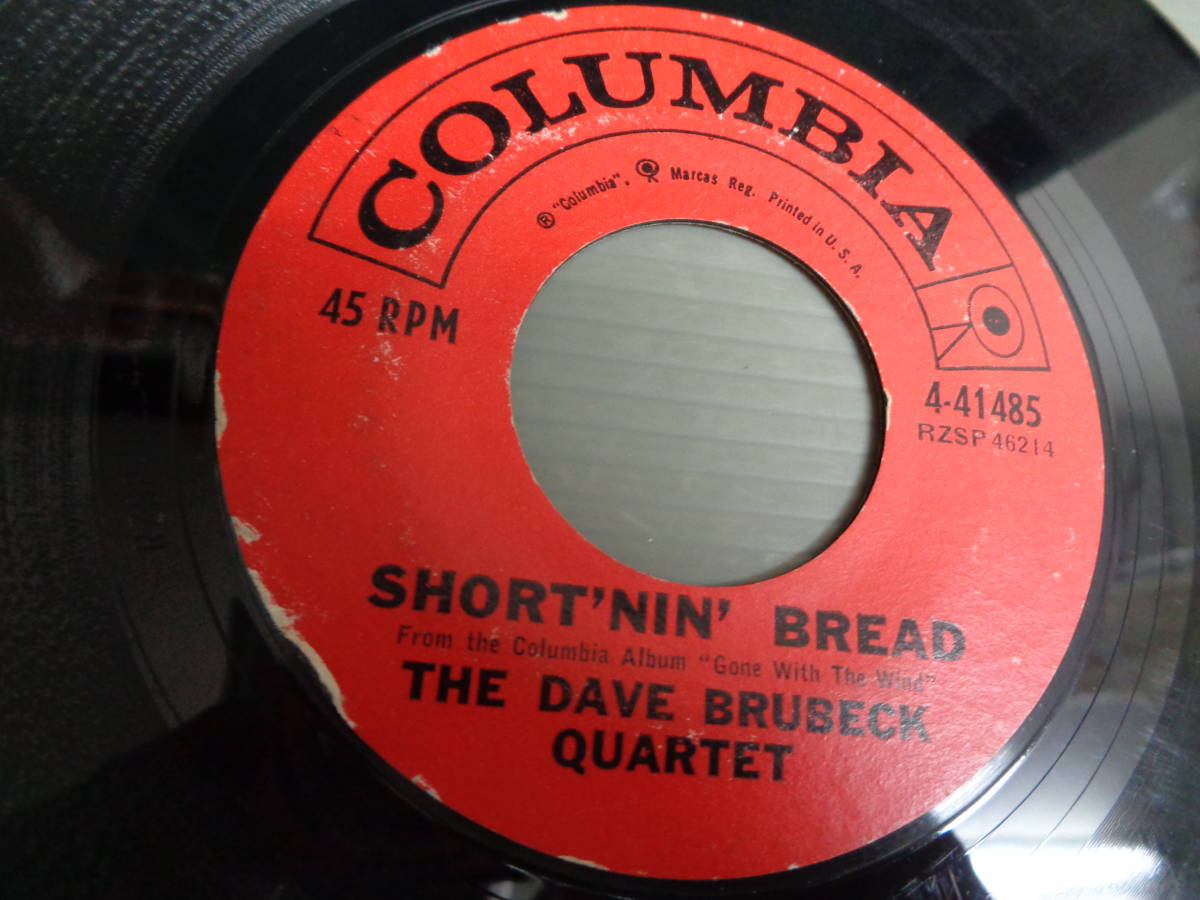 COLUMBIA
® "Columbia", Marcas Reg. Printed in U. S. A.
45 RPM
4-41485
RZSP 46214
SHORT'NIN' BREAD
From the Columbia Album "Gone With The Wind"
THE DAVE BRUBECK
QUARTET